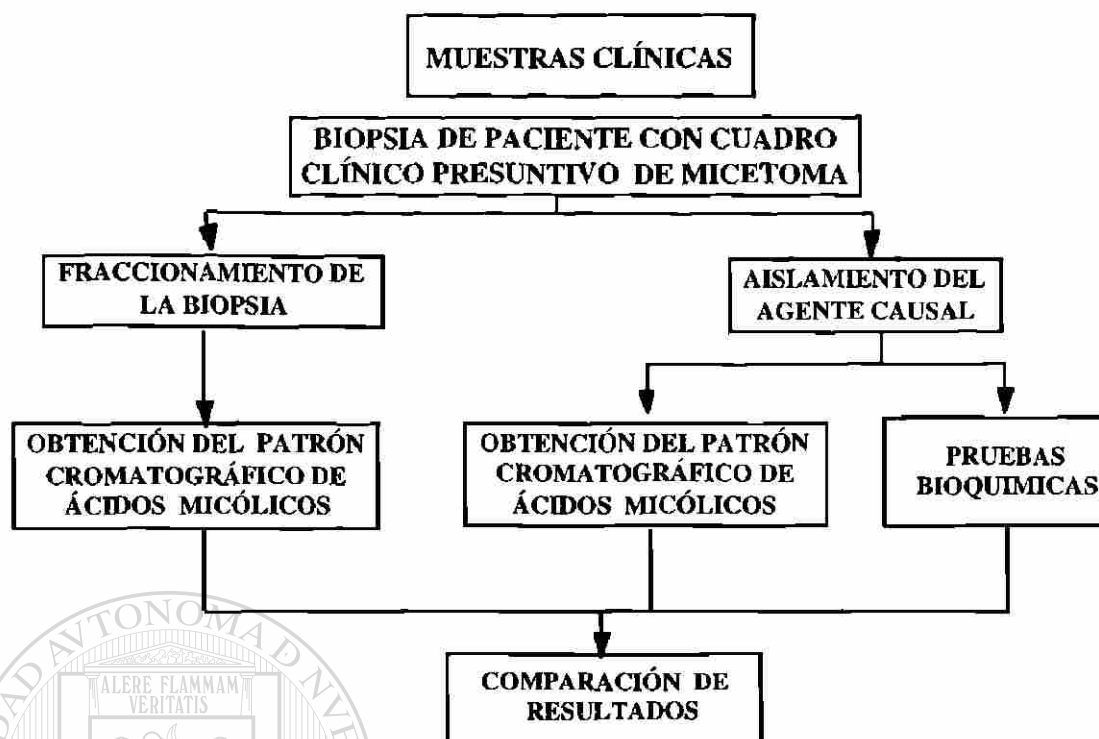 MUESTRAS CLÍNICAS
BIOPSIA DE PACIENTE CON CUADRO
CLÍNICO PRESUNTIVO DE MICETOMA
FRACCIONAMIENTO DE
LA BIOPSIA
AISLAMIENTO DEL
AGENTE CAUSAL
OBTENCIÓN DEL PATRÓN
CROMATOGRÁFICO DE
ÁCIDOS MICÓLICOS
OBTENCIÓN DEL PATRÓN
CROMATOGRÁFICO DE
ÁCIDOS MICÓLICOS
PRUEBAS
BIOQUIMICAS
COMPARACIÓN DE
RESULTADOS
ALERE FLAMMAM
VERITATIS